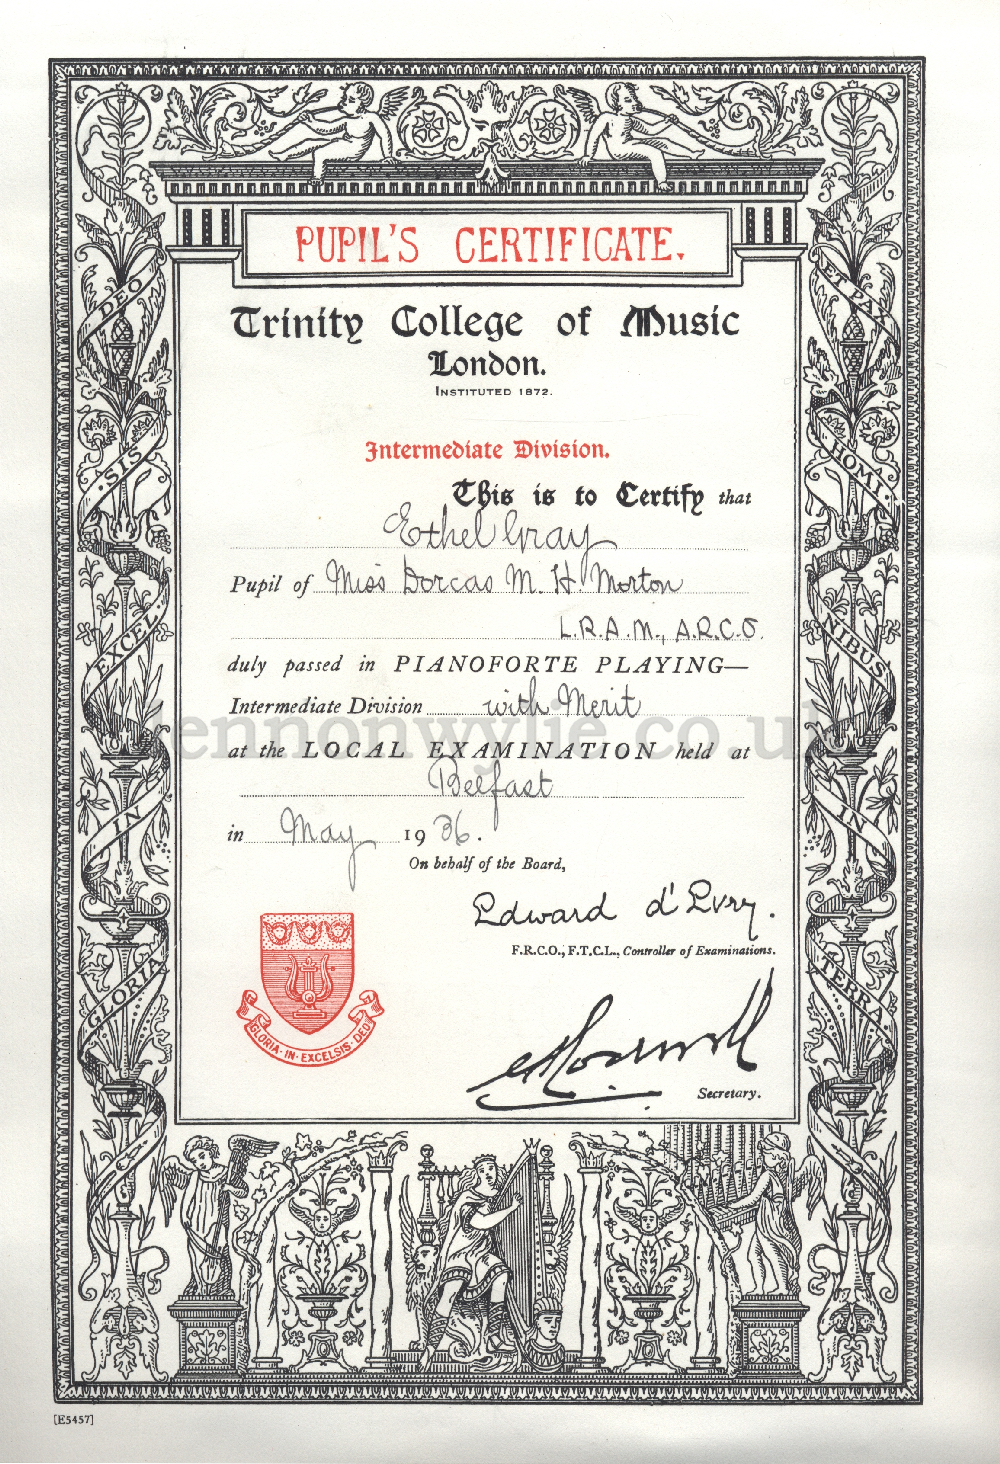 PUPIL'S CERTIFICATE.
Trinity College of Music
London.
INSTITUTED 1872.
Intermediate Division.
This is to Certify that
Ethel Gray
Pupil of Miss Dorcas M. H. Morton
L.R.A.M., A.R.C.O.
duly passed in PIANOFORTE PLAYING—
Intermediate Division with Merit
at the LOCAL EXAMINATION held at
Belfast
in May 1936.
On behalf of the Board,
Edward d'Evry.
F.R.C.O., F.T.C.L., Controller of Examinations.
Secretary.
GLORIA·IN·EXCELSIS·DEO
GLORIA
IN
EXCEL
·SIS·
DEO
ET PAX
HOMI
NIBUS
IN
TERRA
[E5457]
lennonwylie.co.uk